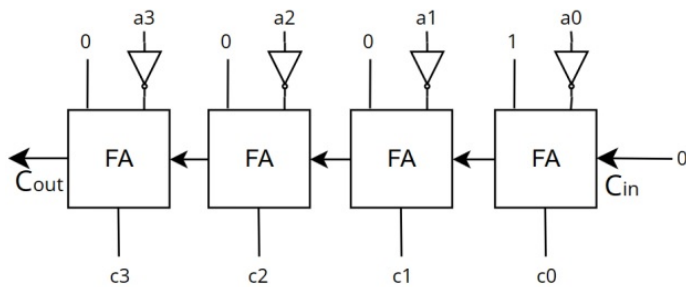 a3 a2 a1 a0
0 0 0 1
FA FA FA FA
Cout Cin 0
c3 c2 c1 c0